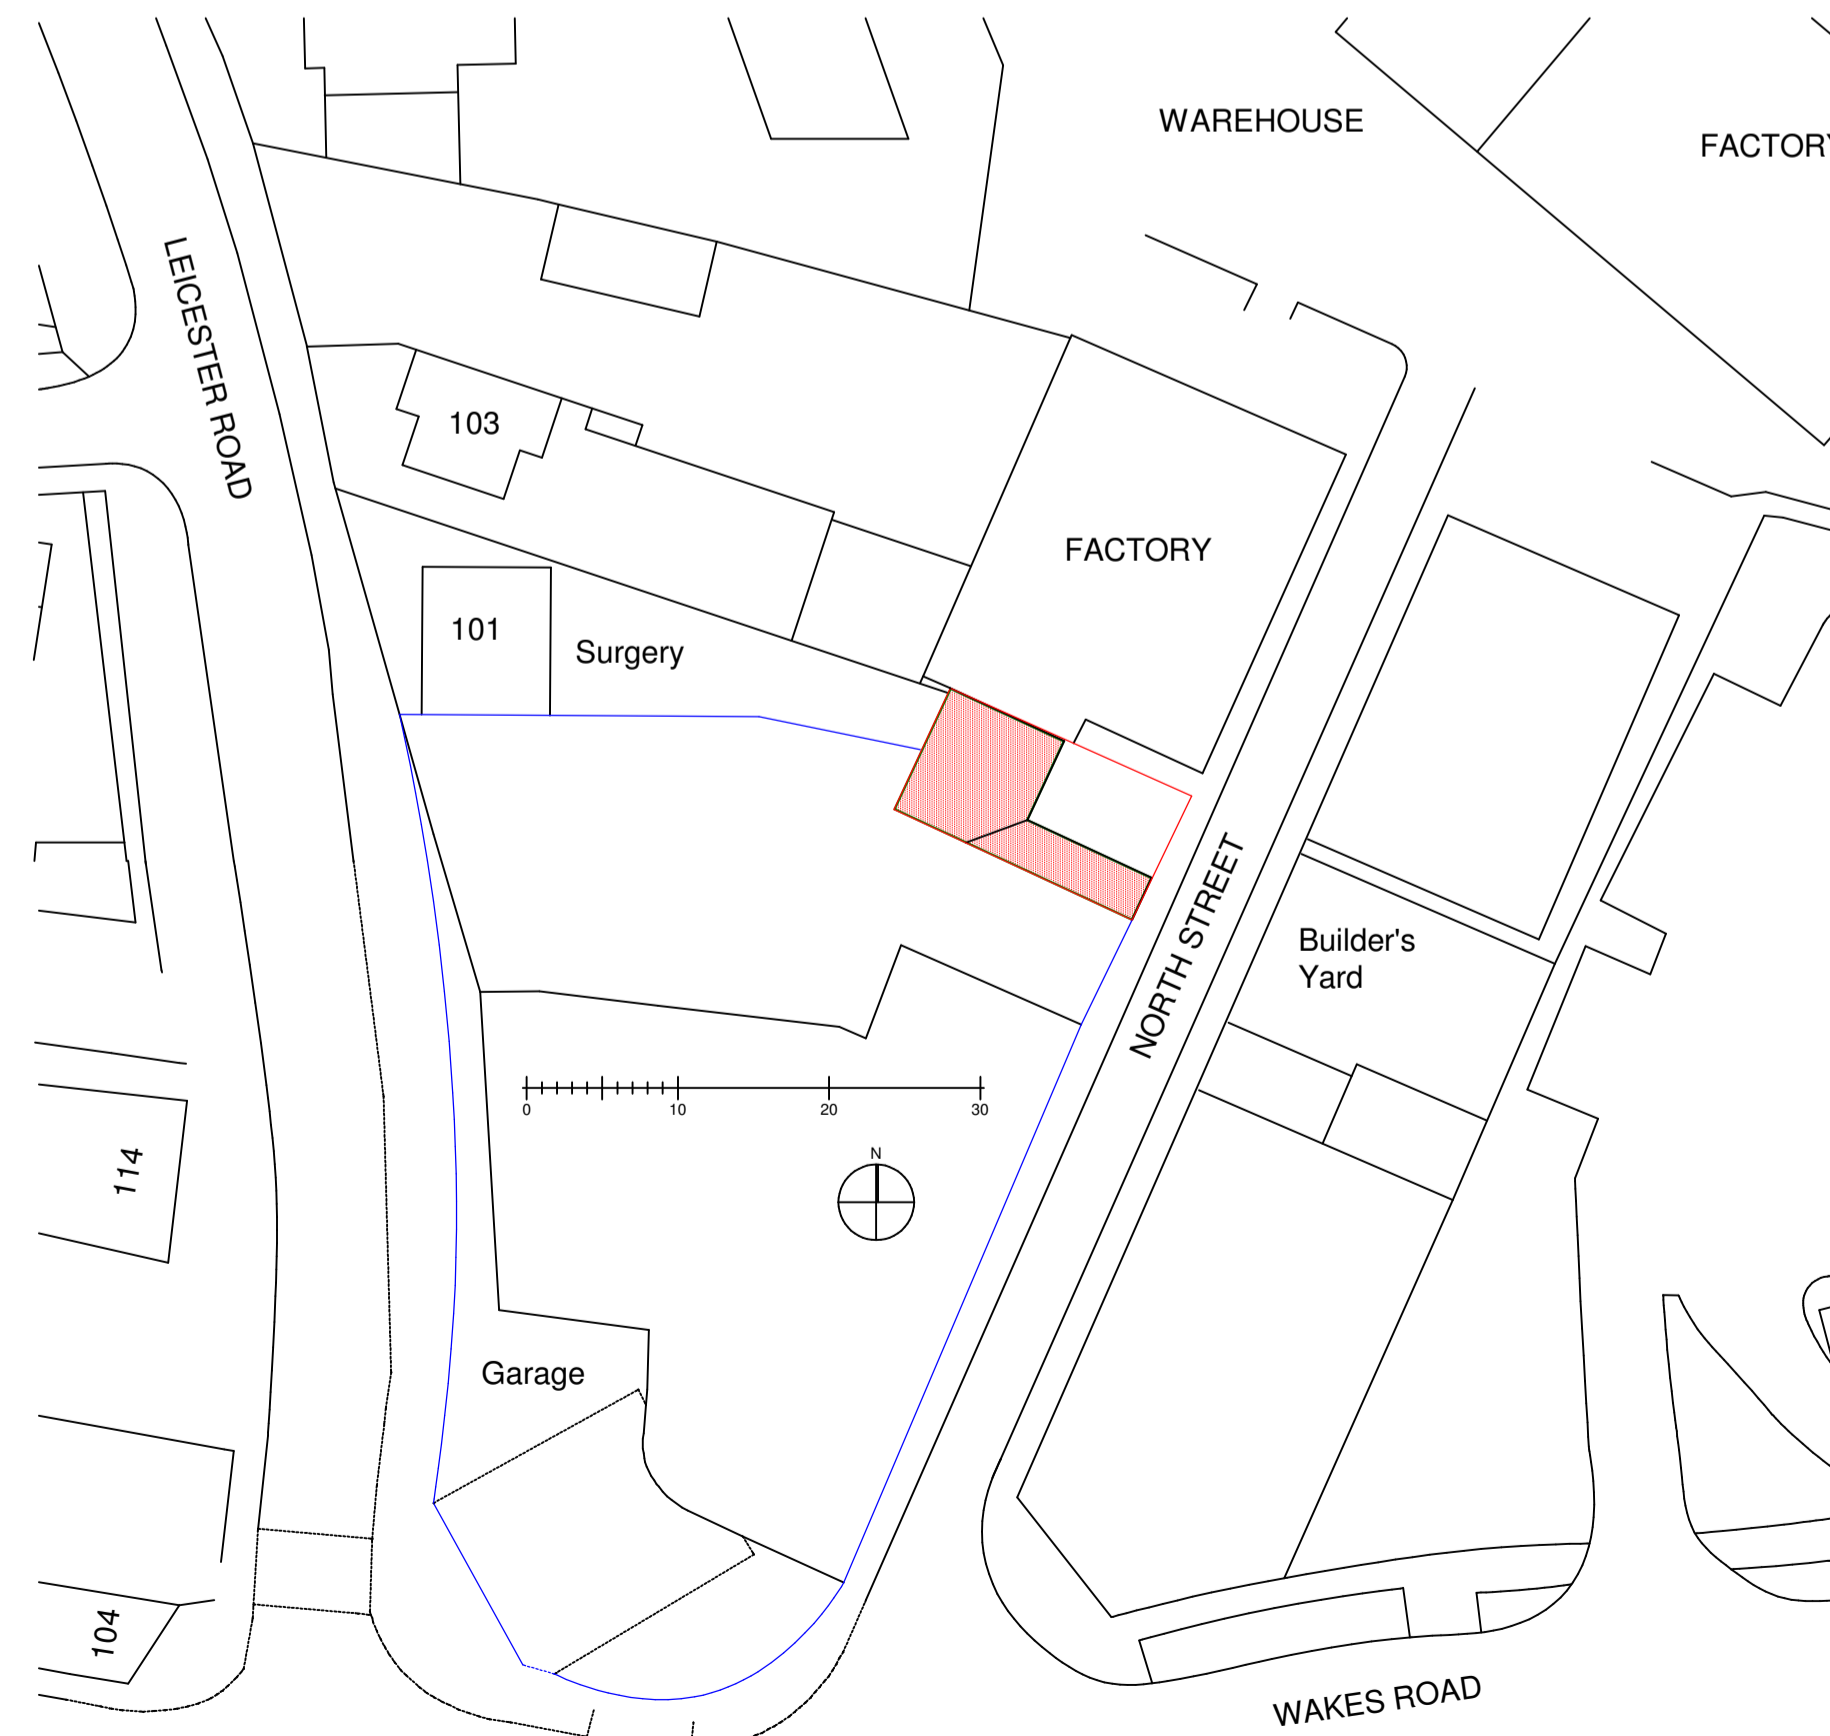 WAREHOUSE
FACTORY
LEICESTER ROAD
103
FACTORY
101
Surgery
NORTH STREET
Builder's
Yard
0 10 20 30
N
114
Garage
104
WAKES ROAD